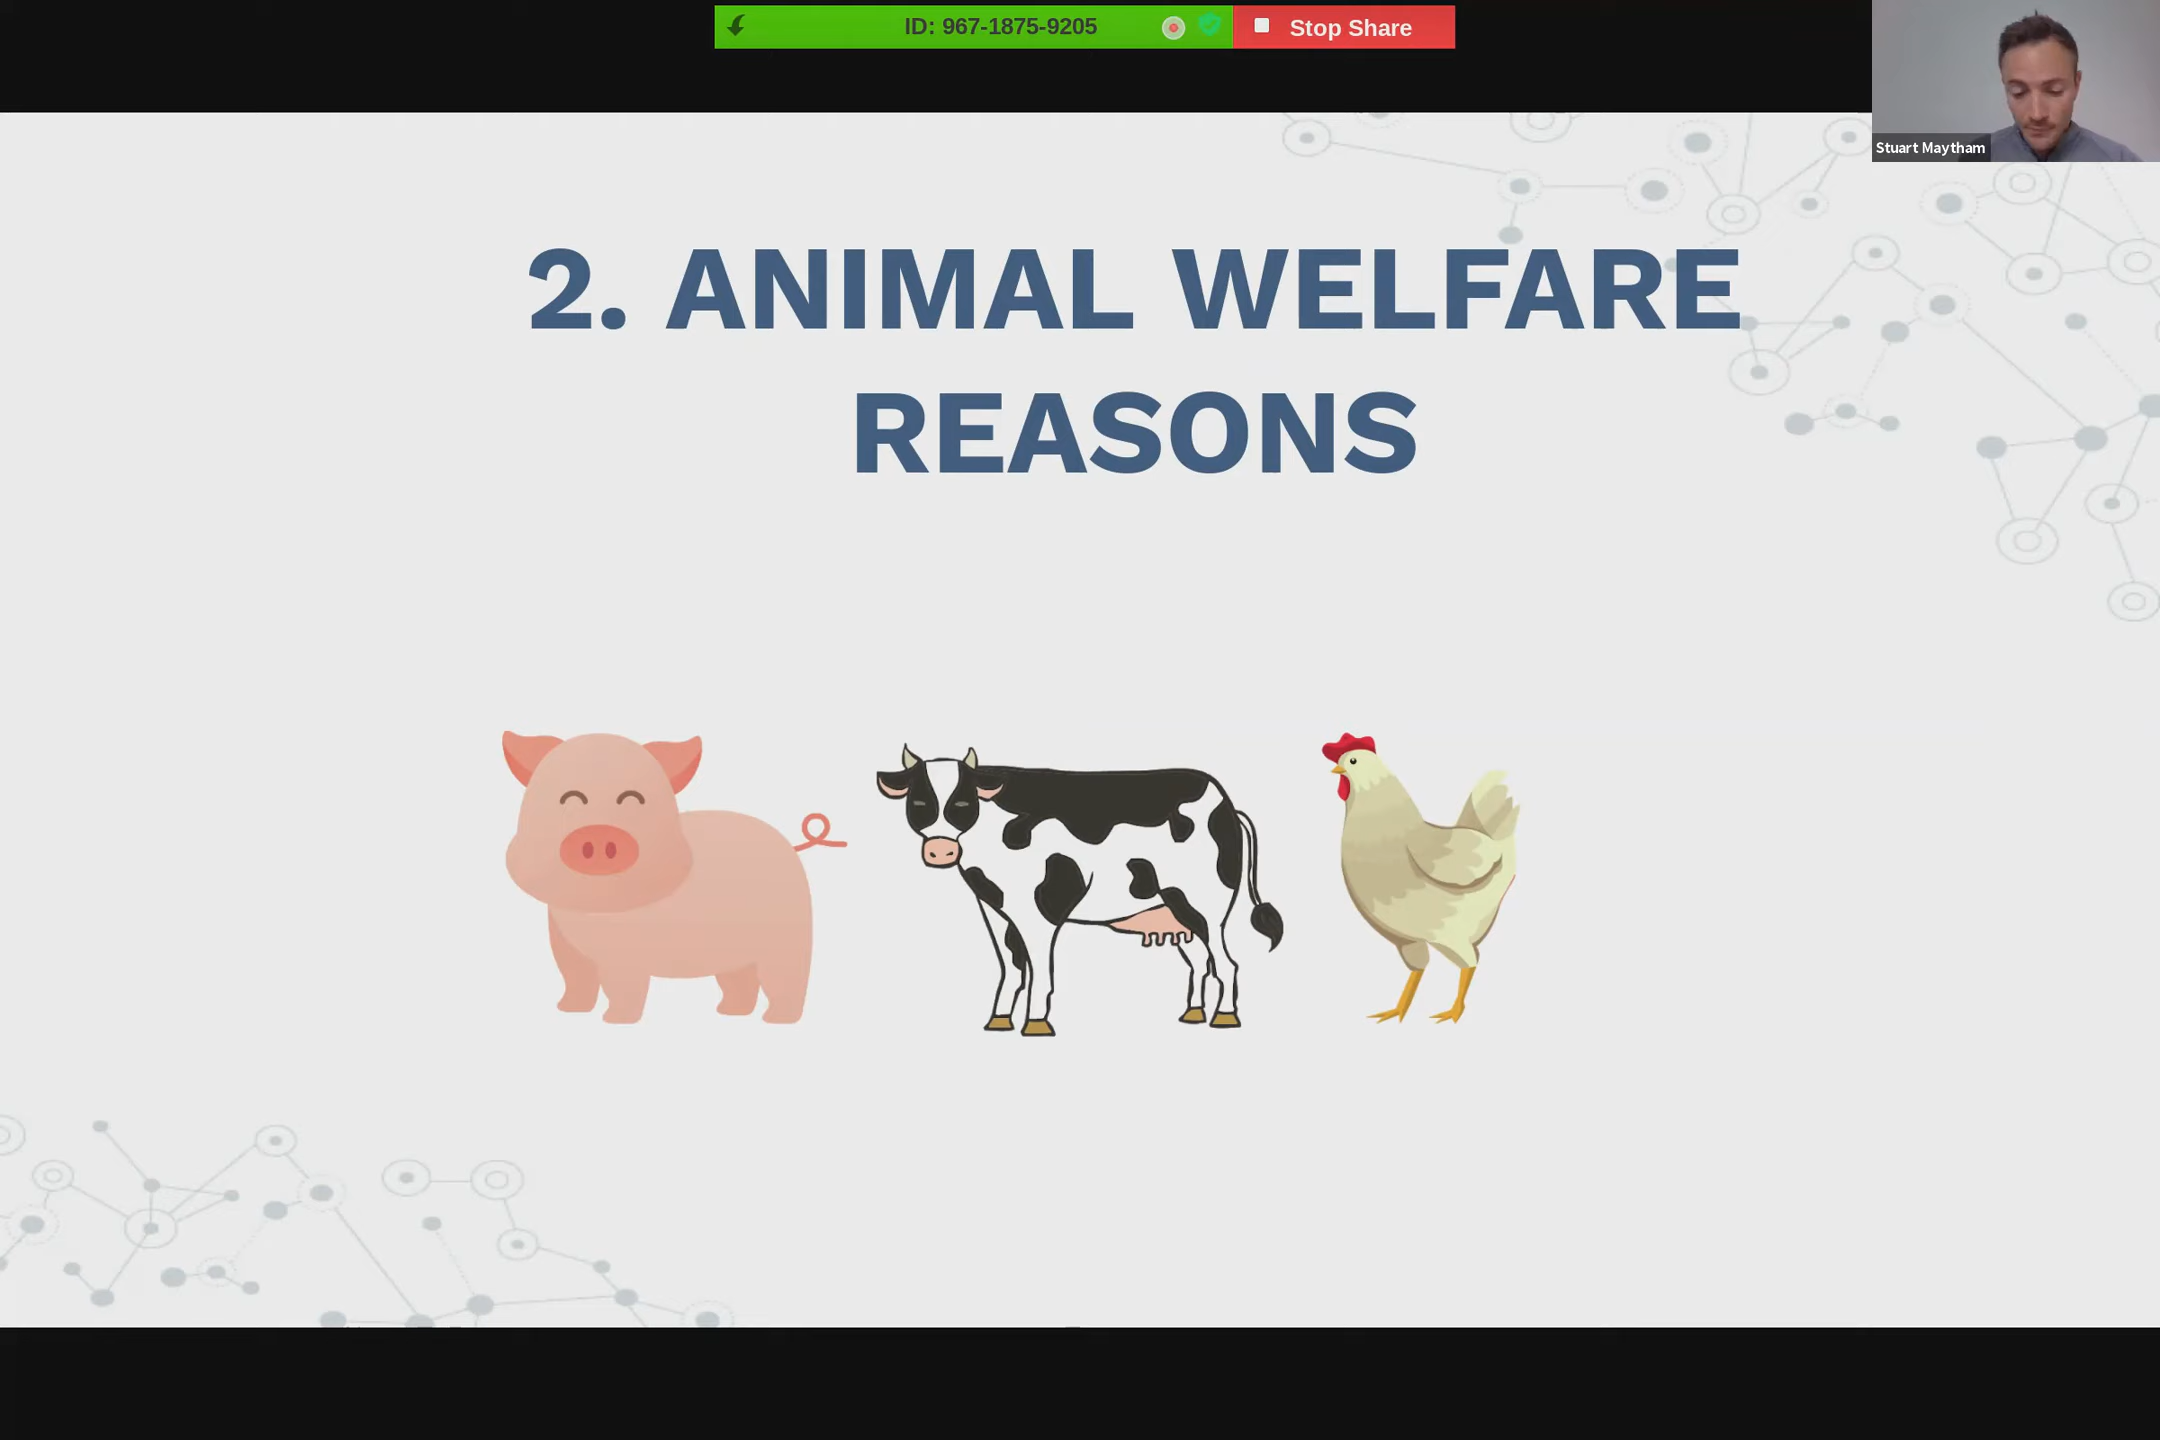 ID: 967-1875-9205
Stop Share
Stuart Maytham
2. ANIMAL WELFARE
REASONS